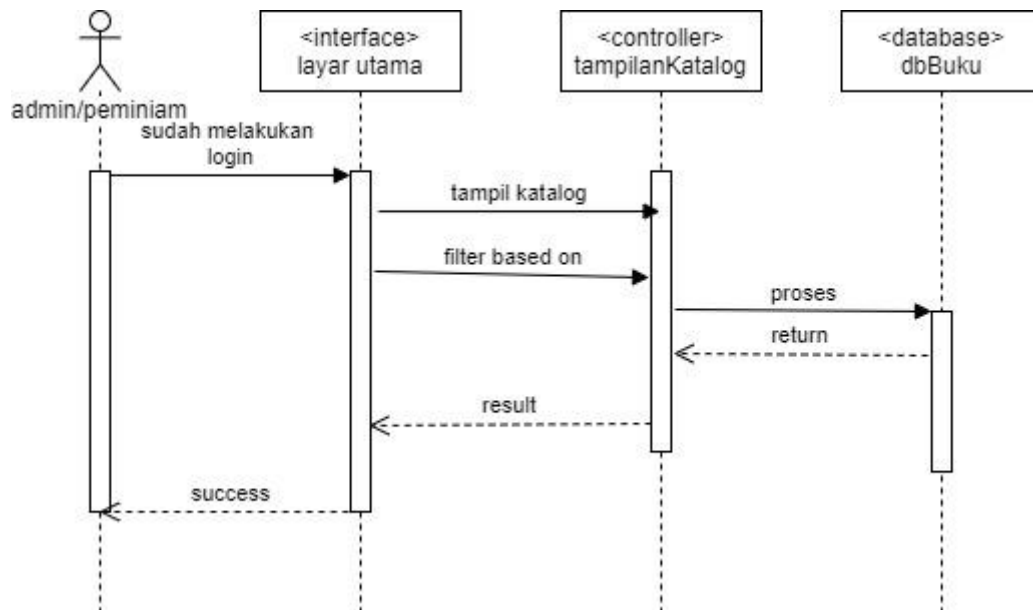 <interface>
layar utama
<controller>
tampilanKatalog
<database>
dbBuku
admin/peminiam
sudah melakukan
login
tampil katalog
filter based on
proses
return
result
success